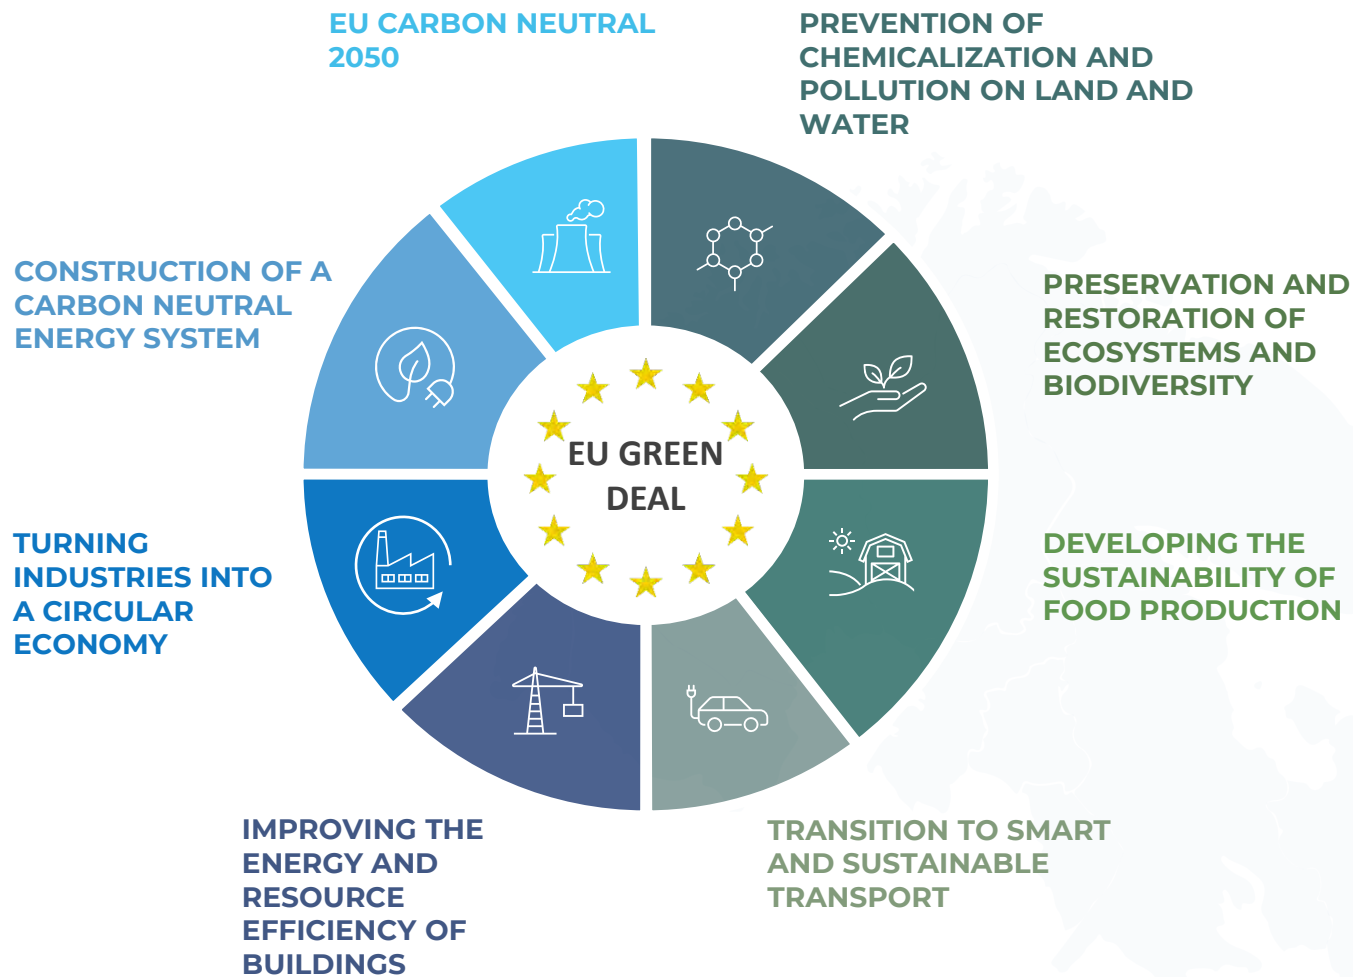 EU CARBON NEUTRAL
2050
PREVENTION OF
CHEMICALIZATION AND
POLLUTION ON LAND AND
WATER
CONSTRUCTION OF A
CARBON NEUTRAL
ENERGY SYSTEM
PRESERVATION AND
RESTORATION OF
ECOSYSTEMS AND
BIODIVERSITY
EU GREEN
DEAL
TURNING
INDUSTRIES INTO
A CIRCULAR
ECONOMY
DEVELOPING THE
SUSTAINABILITY OF
FOOD PRODUCTION
IMPROVING THE
ENERGY AND
RESOURCE
EFFICIENCY OF
BUILDINGS
TRANSITION TO SMART
AND SUSTAINABLE
TRANSPORT